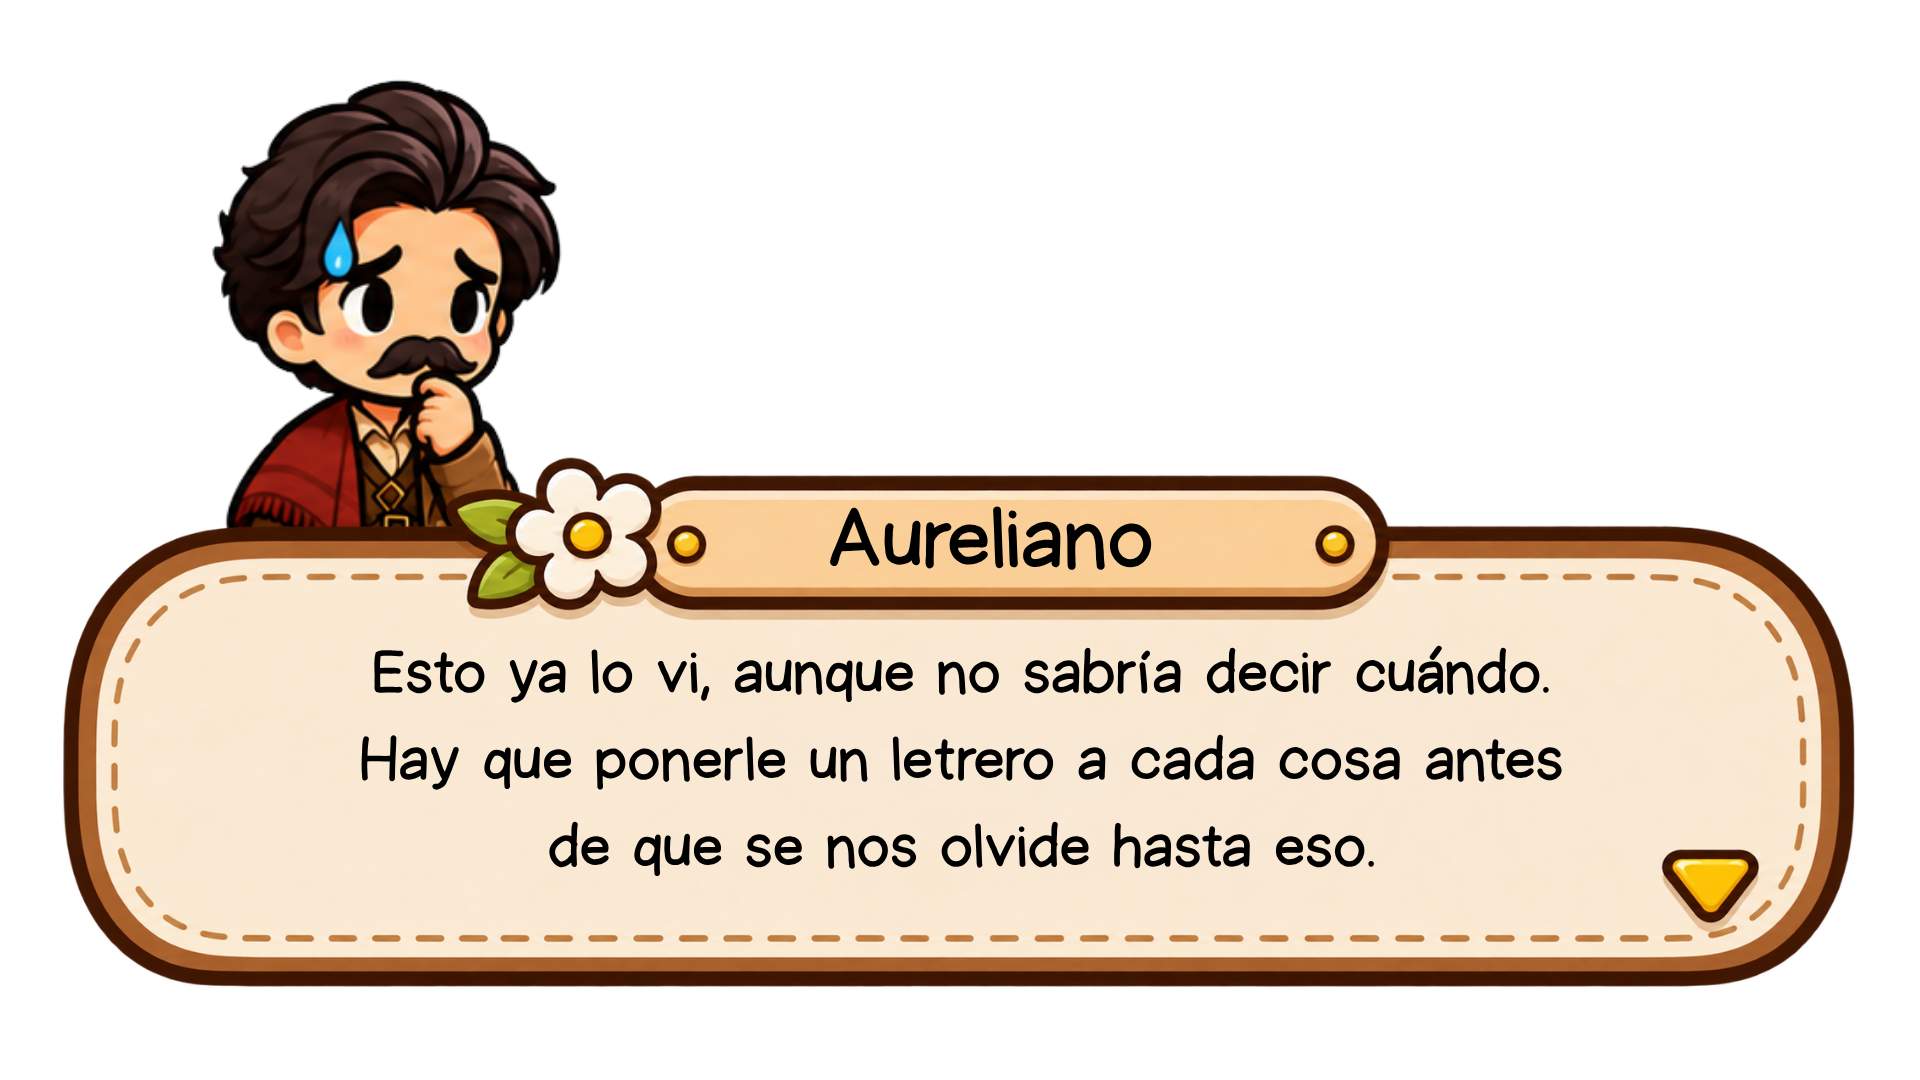 Aureliano
Esto ya lo vi, aunque no sabría decir cuándo.
Hay que ponerle un letrero a cada cosa antes
de que se nos olvide hasta eso.